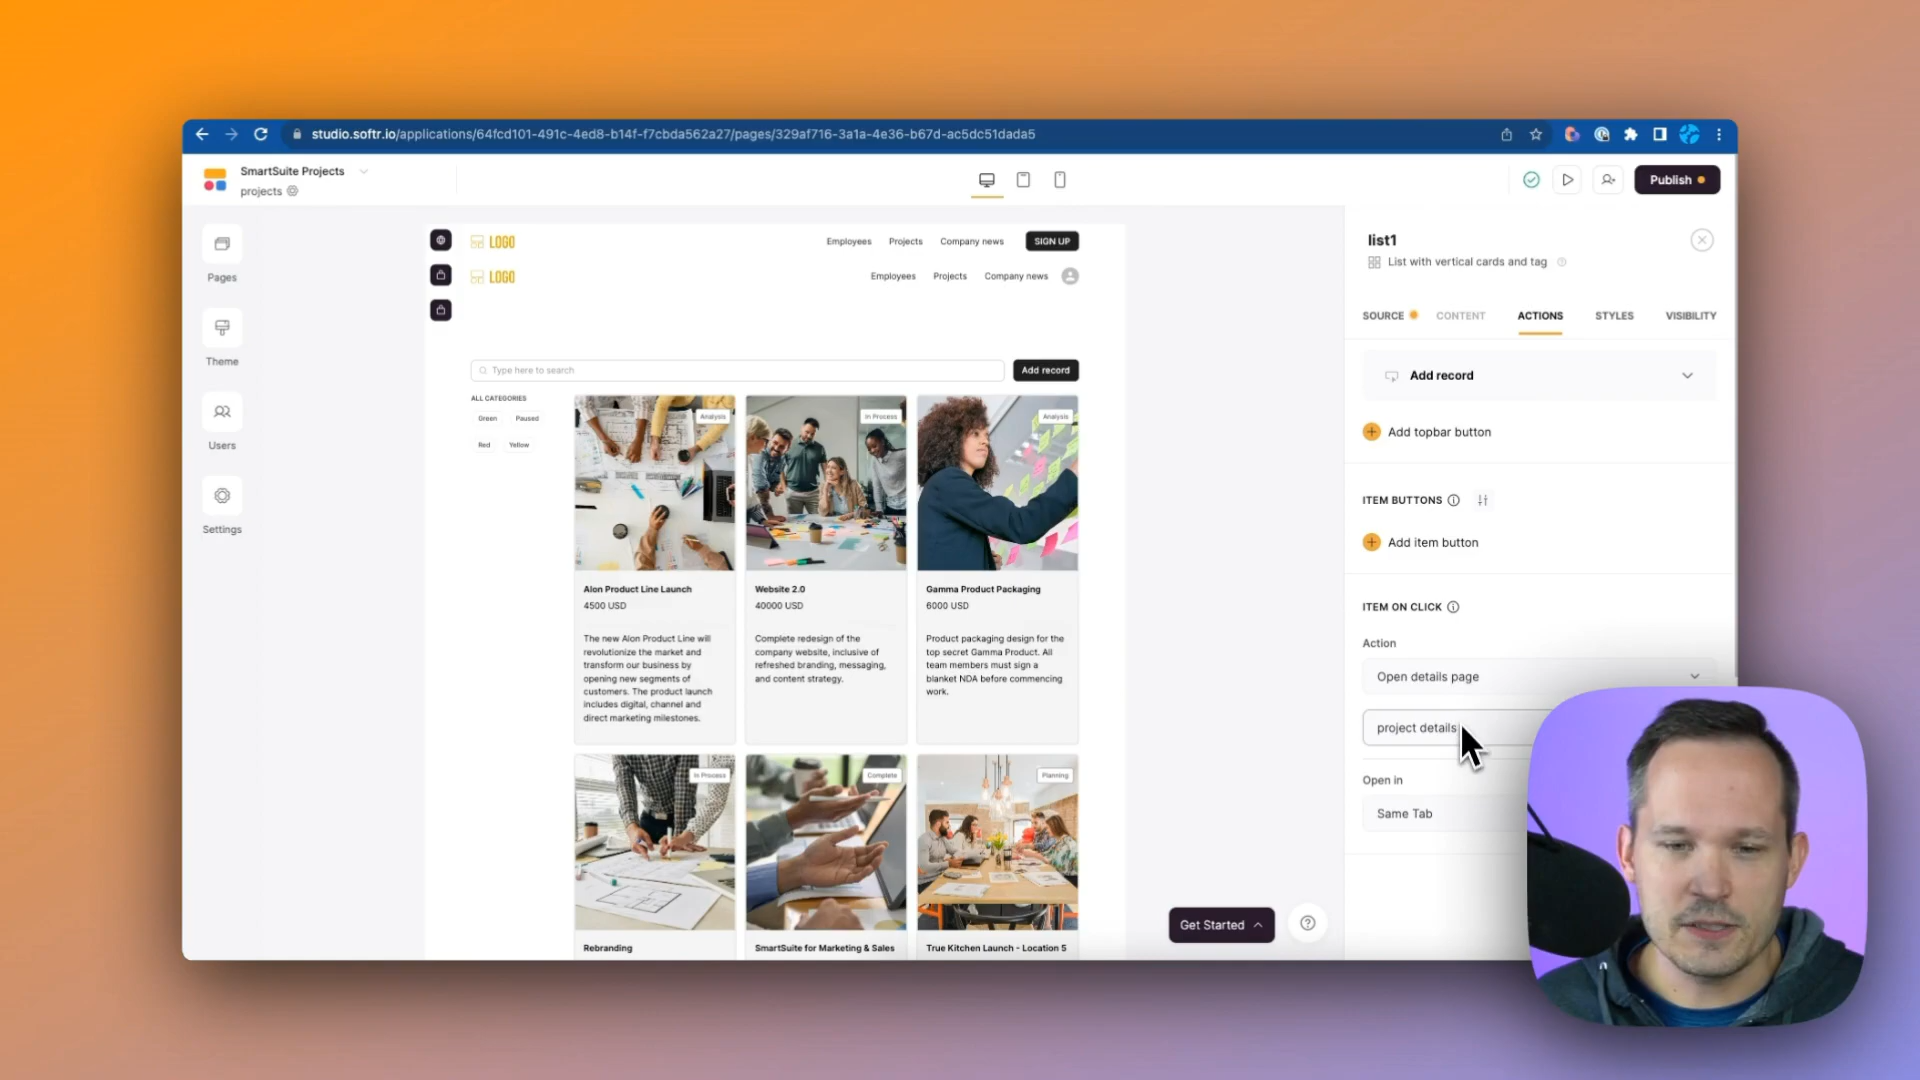 studio.softr.io/applications/64fcd101-491c-4ed8-b14f-f7cbda562a27/pages/329af716-3a1a-4e36-b67d-ac5dc51dada5
SmartSuite Projects
projects
Publish
Pages
Theme
Users
Settings
LOGO
Employees
Projects
Company news
SIGN UP
LOGO
Employees
Projects
Company news
Type here to search
Add record
ALL CATEGORIES
Green
Paused
Red
Yellow
Analysis
In Process
Analysis
Alon Product Line Launch
4500 USD
The new Alon Product Line will
revolutionize the market and
transform our business by
opening new segments of
customers. The product launch
includes digital, channel and
direct marketing milestones.
Website 2.0
40000 USD
Complete redesign of the
company website, inclusive of
refreshed branding, messaging,
and content strategy.
Gamma Product Packaging
6000 USD
Product packaging design for the
top secret Gamma Product. All
team members must sign a
blanket NDA before commencing
work.
In Process
Complete
Planning
Rebranding
SmartSuite for Marketing & Sales
True Kitchen Launch - Location 5
Get Started
list1
List with vertical cards and tag
SOURCE
CONTENT
ACTIONS
STYLES
VISIBILITY
Add record
Add topbar button
ITEM BUTTONS
Add item button
ITEM ON CLICK
Action
Open details page
project details
Open in
Same Tab